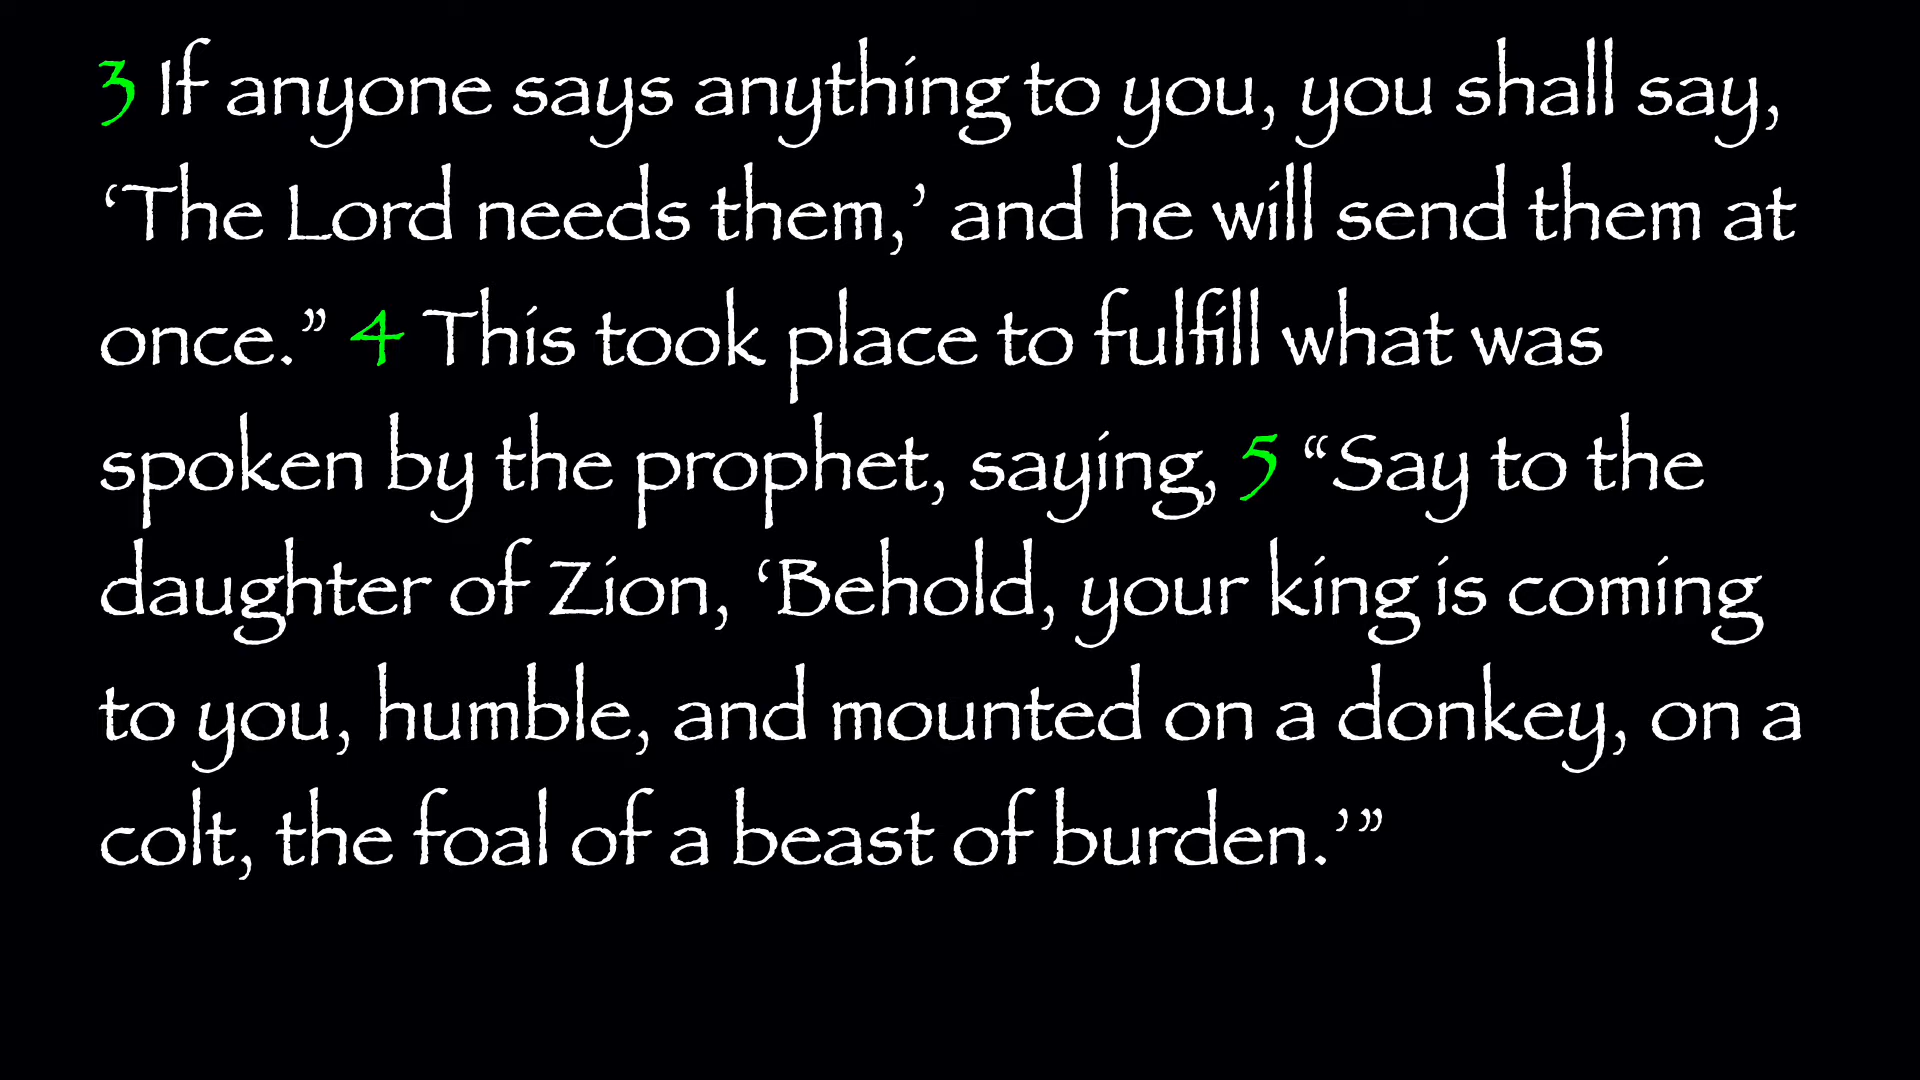 3 If anyone says anything to you, you shall say,
‘The Lord needs them,’ and he will send them at
once.” 4 This took place to fulfill what was
spoken by the prophet, saying, 5 “Say to the
daughter of Zion, ‘Behold, your king is coming
to you, humble, and mounted on a donkey, on a
colt, the foal of a beast of burden.’”